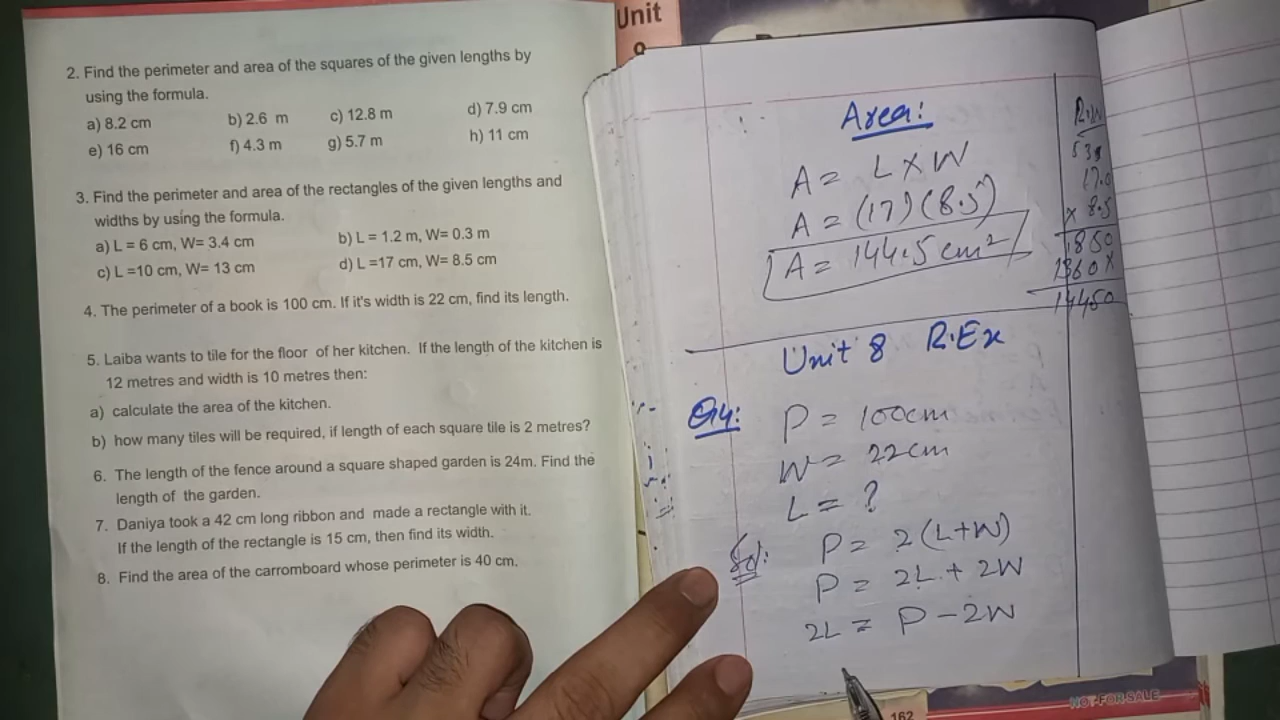 Unit
2. Find the perimeter and area of the squares of the given lengths by
using the formula.
a) 8.2 cm b) 2.6 m c) 12.8 m d) 7.9 cm
e) 16 cm f) 4.3 m g) 5.7 m h) 11 cm
3. Find the perimeter and area of the rectangles of the given lengths and
widths by using the formula.
a) L = 6 cm, W= 3.4 cm b) L = 1.2 m, W= 0.3 m
c) L =10 cm, W= 13 cm d) L =17 cm, W= 8.5 cm
4. The perimeter of a book is 100 cm. If it's width is 22 cm, find its length.
5. Laiba wants to tile for the floor of her kitchen. If the length of the kitchen is
12 metres and width is 10 metres then:
a) calculate the area of the kitchen.
b) how many tiles will be required, if length of each square tile is 2 metres?
6. The length of the fence around a square shaped garden is 24m. Find the
length of the garden.
7. Daniya took a 42 cm long ribbon and made a rectangle with it.
If the length of the rectangle is 15 cm, then find its width.
8. Find the area of the carromboard whose perimeter is 40 cm.
Area:
A = L X W
A = (17) (8.5)
A = 144.5 cm²
R.W
17.0
x 8.5
1850
1360x
14450
Unit 8 R.Ex
Q4: P = 100cm
W = 22cm
L = ?
Sol: P = 2 (L+W)
P = 2L + 2W
2L = P - 2W
NOT FOR SALE
162